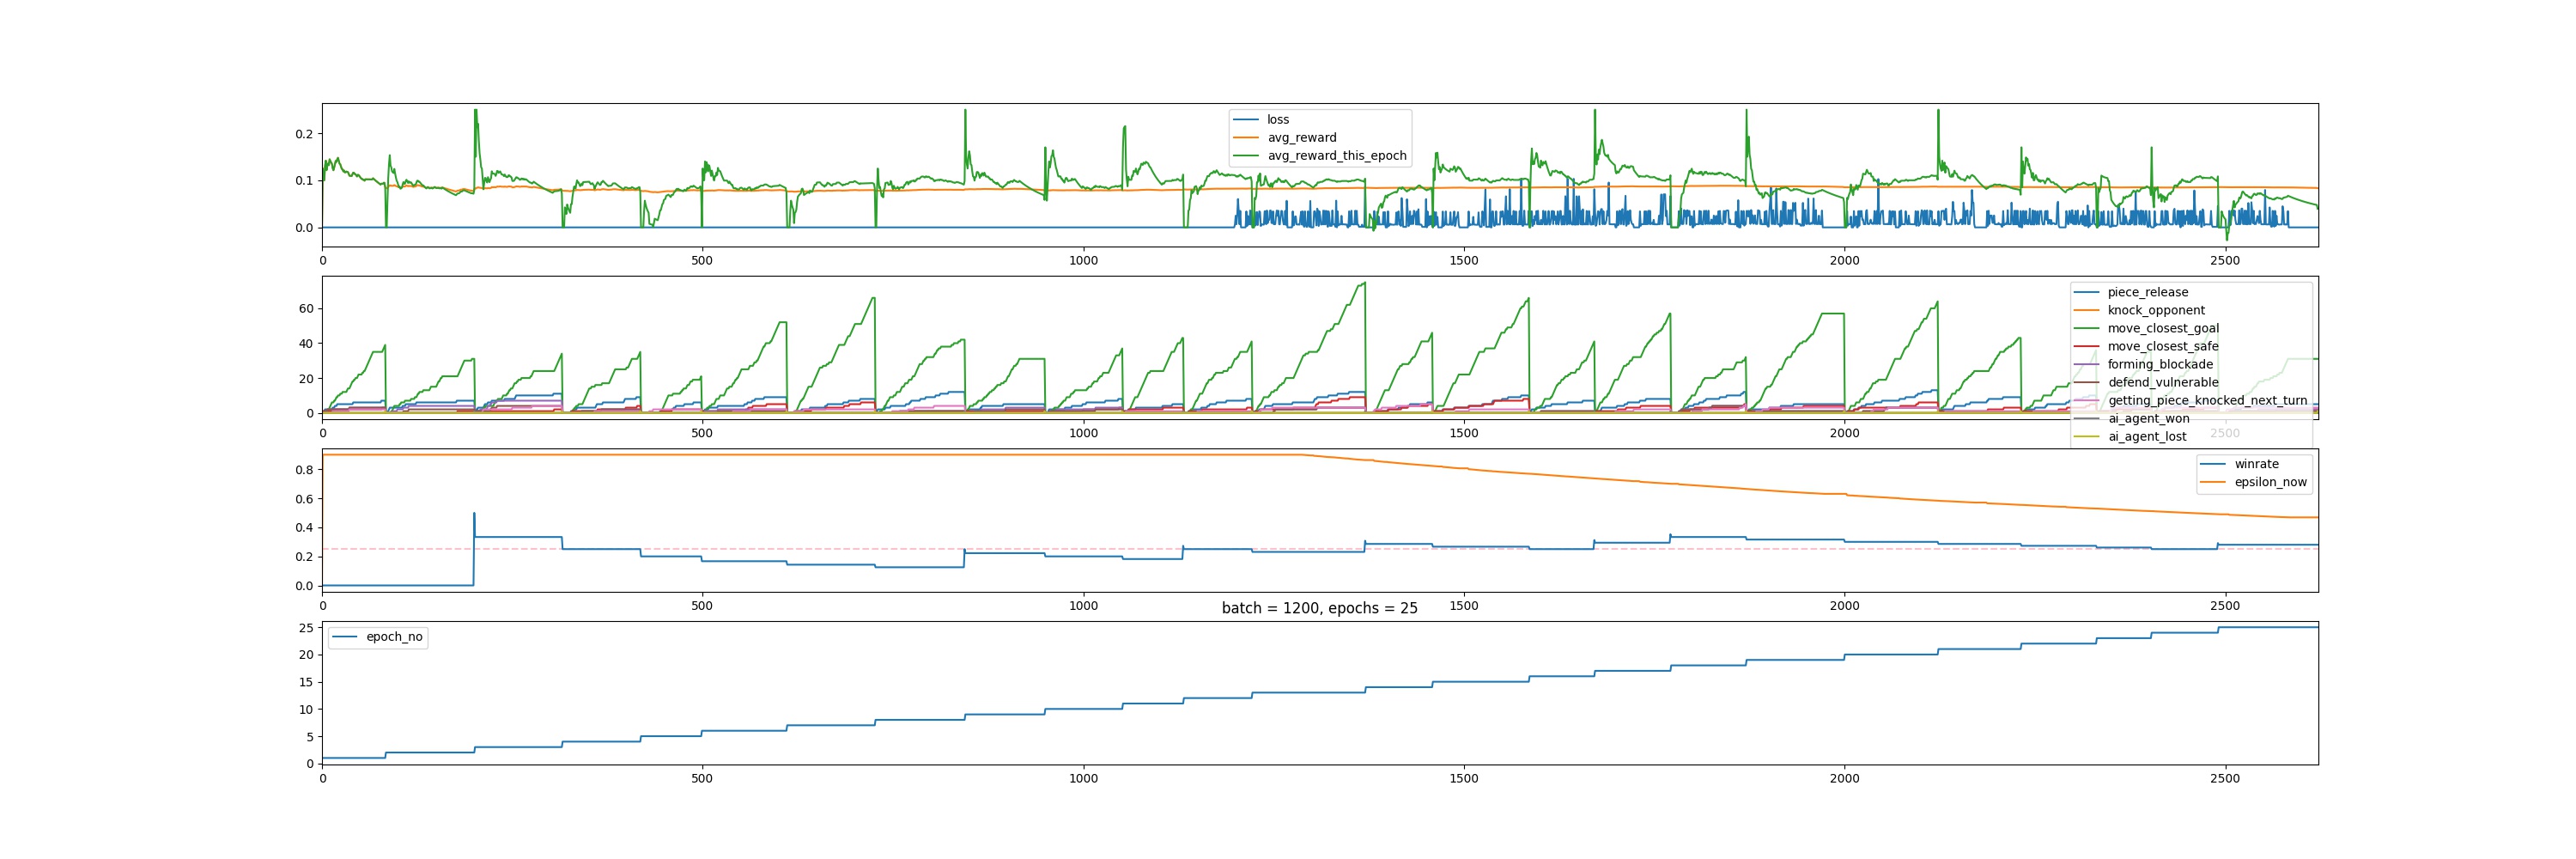 0.2
0.1
0.0
loss
avg_reward
avg_reward_this_epoch
0 500 1000 1500 2000 2500
60
40
20
0
piece_release
knock_opponent
move_closest_goal
move_closest_safe
forming_blockade
defend_vulnerable
getting_piece_knocked_next_turn
ai_agent_won
ai_agent_lost
0 500 1000 1500 2000 2500
0.8
0.6
0.4
0.2
0.0
winrate
epsilon_now
0 500 1000 1500 2000 2500
batch = 1200, epochs = 25
25
20
15
10
5
0
epoch_no
0 500 1000 1500 2000 2500